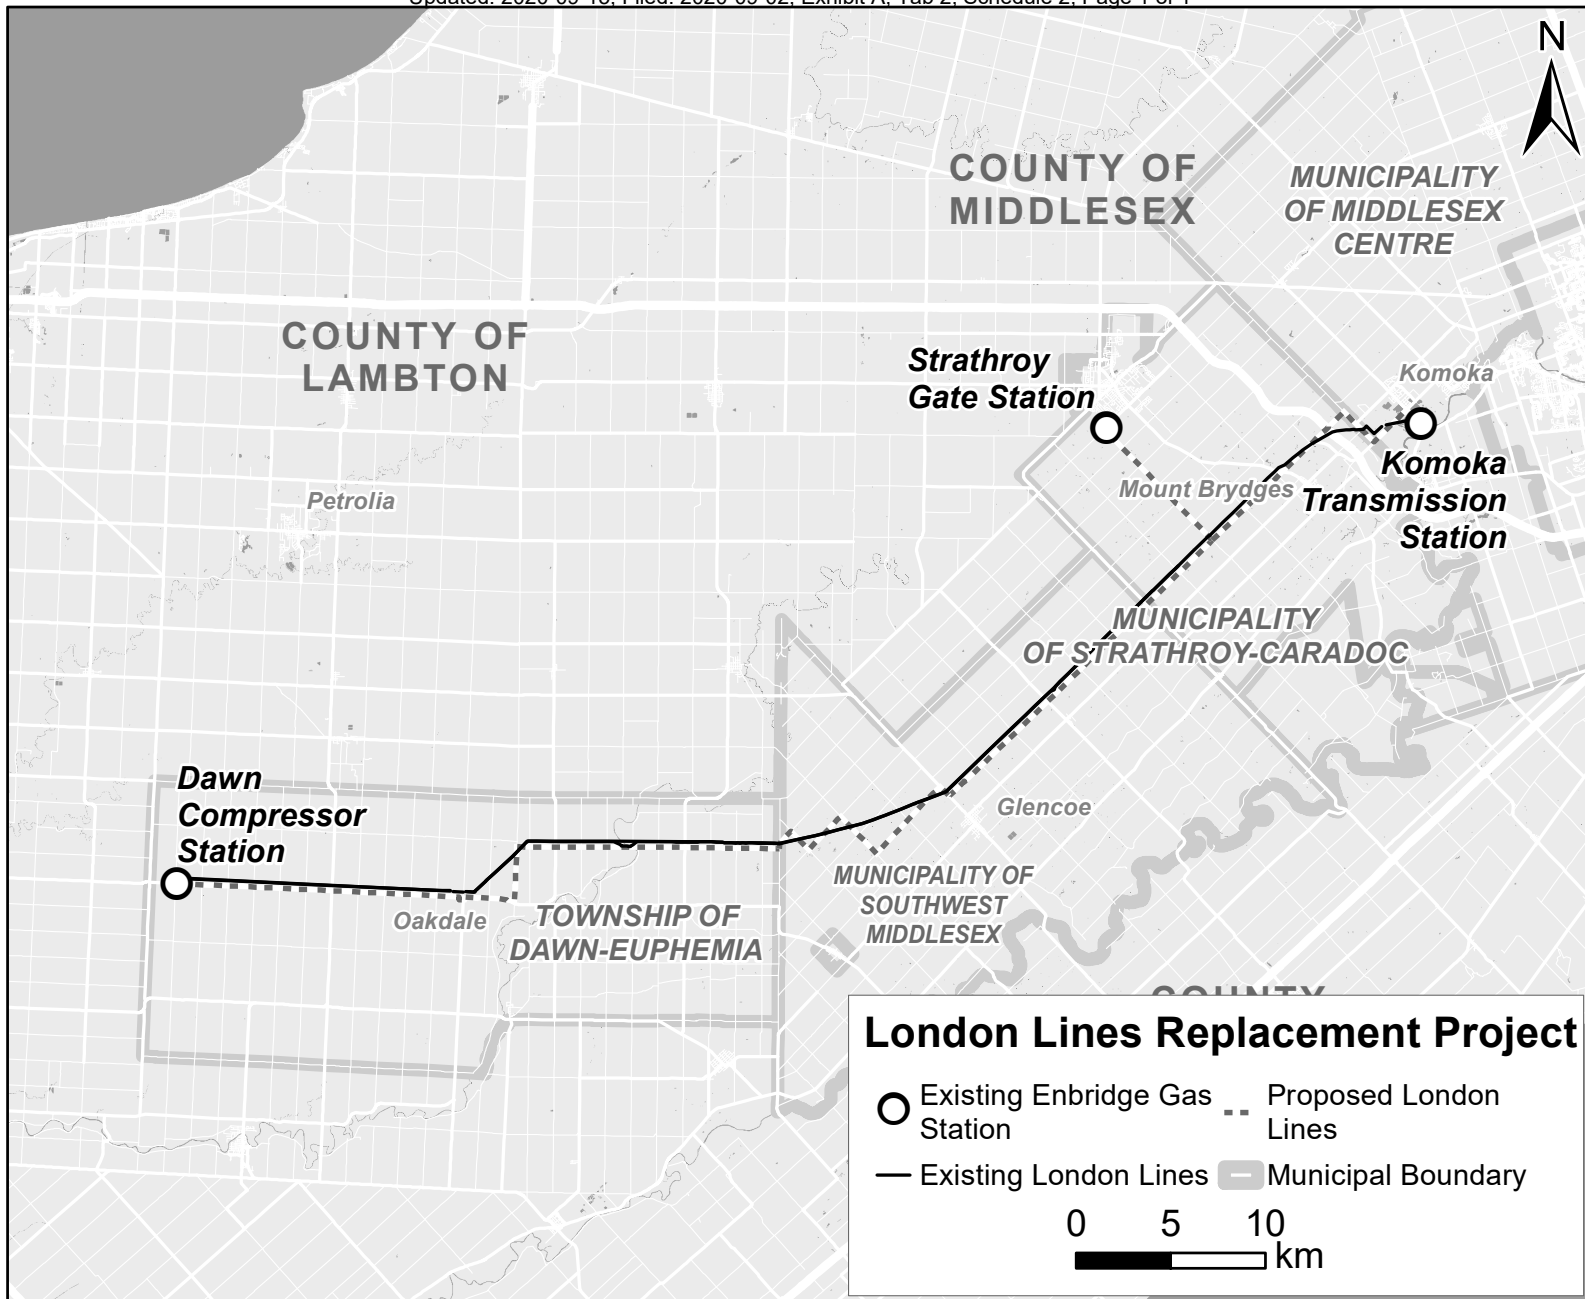 N
COUNTY OF
MIDDLESEX
MUNICIPALITY
OF MIDDLESEX
CENTRE
COUNTY OF
LAMBTON
Strathroy
Gate Station
Komoka
Komoka
Transmission
Station
Mount Brydges
Petrolia
MUNICIPALITY
OF STRATHROY-CARADOC
Dawn
Compressor
Station
Glencoe
MUNICIPALITY OF
SOUTHWEST
MIDDLESEX
Oakdale
TOWNSHIP OF
DAWN-EUPHEMIA
COUNTY
London Lines Replacement Project
Existing Enbridge Gas
Station
Proposed London
Lines
Existing London Lines
Municipal Boundary
0 5 10
km